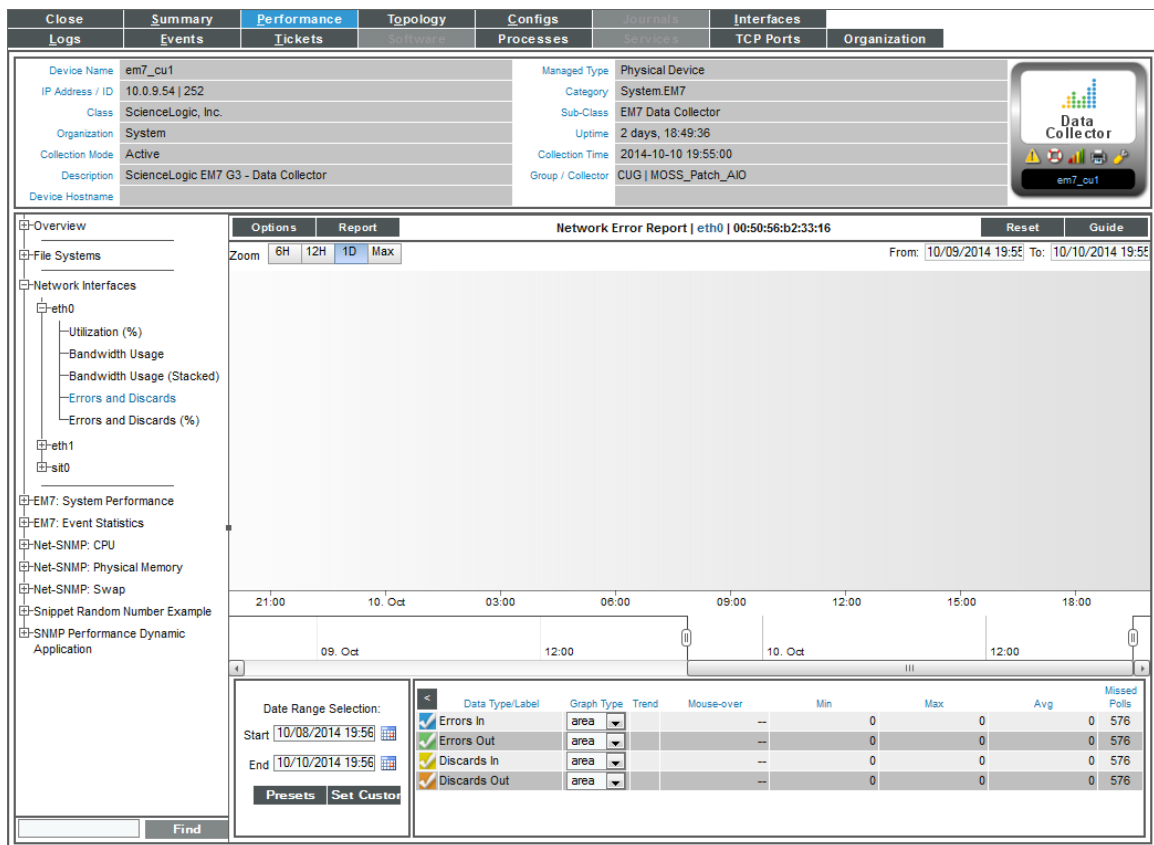 Close Summary Performance Topology Configs Journals Interfaces
Logs Events Tickets Software Processes Services TCP Ports Organization
Device Name em7_cu1 Managed Type Physical Device
IP Address / ID 10.0.9.54 | 252 Category System.EM7
Class ScienceLogic, Inc. Sub-Class EM7 Data Collector
Organization System Uptime 2 days, 18:49:36
Collection Mode Active Collection Time 2014-10-10 19:55:00
Description ScienceLogic EM7 G3 - Data Collector Group / Collector CUG | MOSS_Patch_AIO
Device Hostname
Data
Collector
em7_cu1
Overview
File Systems
Network Interfaces
eth0
Utilization (%)
Bandwidth Usage
Bandwidth Usage (Stacked)
Errors and Discards
Errors and Discards (%)
eth1
sit0
EM7: System Performance
EM7: Event Statistics
Net-SNMP: CPU
Net-SNMP: Physical Memory
Net-SNMP: Swap
Snippet Random Number Example
SNMP Performance Dynamic
Application
Find
Options Report Network Error Report | eth0 | 00:50:56:b2:33:16 Reset Guide
Zoom 6H 12H 1D Max From: 10/09/2014 19:55 To: 10/10/2014 19:55
21:00 10. Oct 03:00 06:00 09:00 12:00 15:00 18:00
09. Oct 12:00 10. Oct 12:00
Date Range Selection:
Start 10/08/2014 19:56
End 10/10/2014 19:56
Presets Set Custor
< Data Type/Label Graph Type Trend Mouse-over Min Max Avg Missed Polls
Errors In area -- 0 0 0 576
Errors Out area -- 0 0 0 576
Discards In area -- 0 0 0 576
Discards Out area -- 0 0 0 576